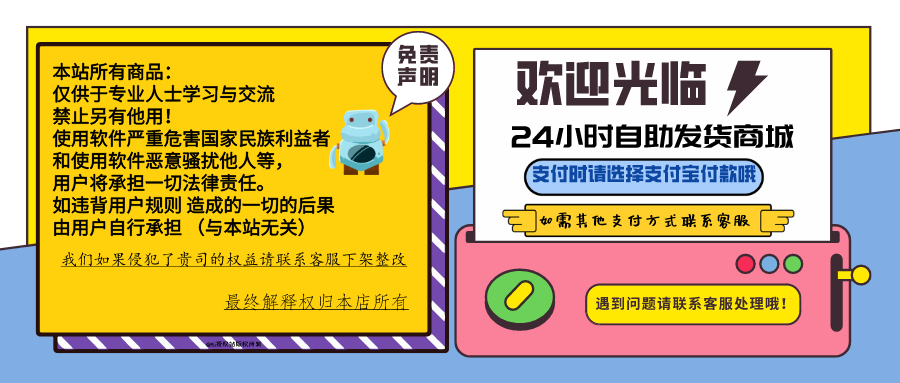 免责
声明
本站所有商品：
仅供于专业人士学习与交流
禁止另有他用！
使用软件严重危害国家民族利益者
和使用软件恶意骚扰他人等，
用户将承担一切法律责任。
如违背用户规则 造成的一切的后果
由用户自行承担 （与本站无关）
我们如果侵犯了贵司的权益请联系客服下架整改
最终解释权归本店所有
欢迎光临
24小时自助发货商城
支付时请选择支付宝付款哦
如需其他支付方式联系客服
遇到问题请联系客服处理哦！